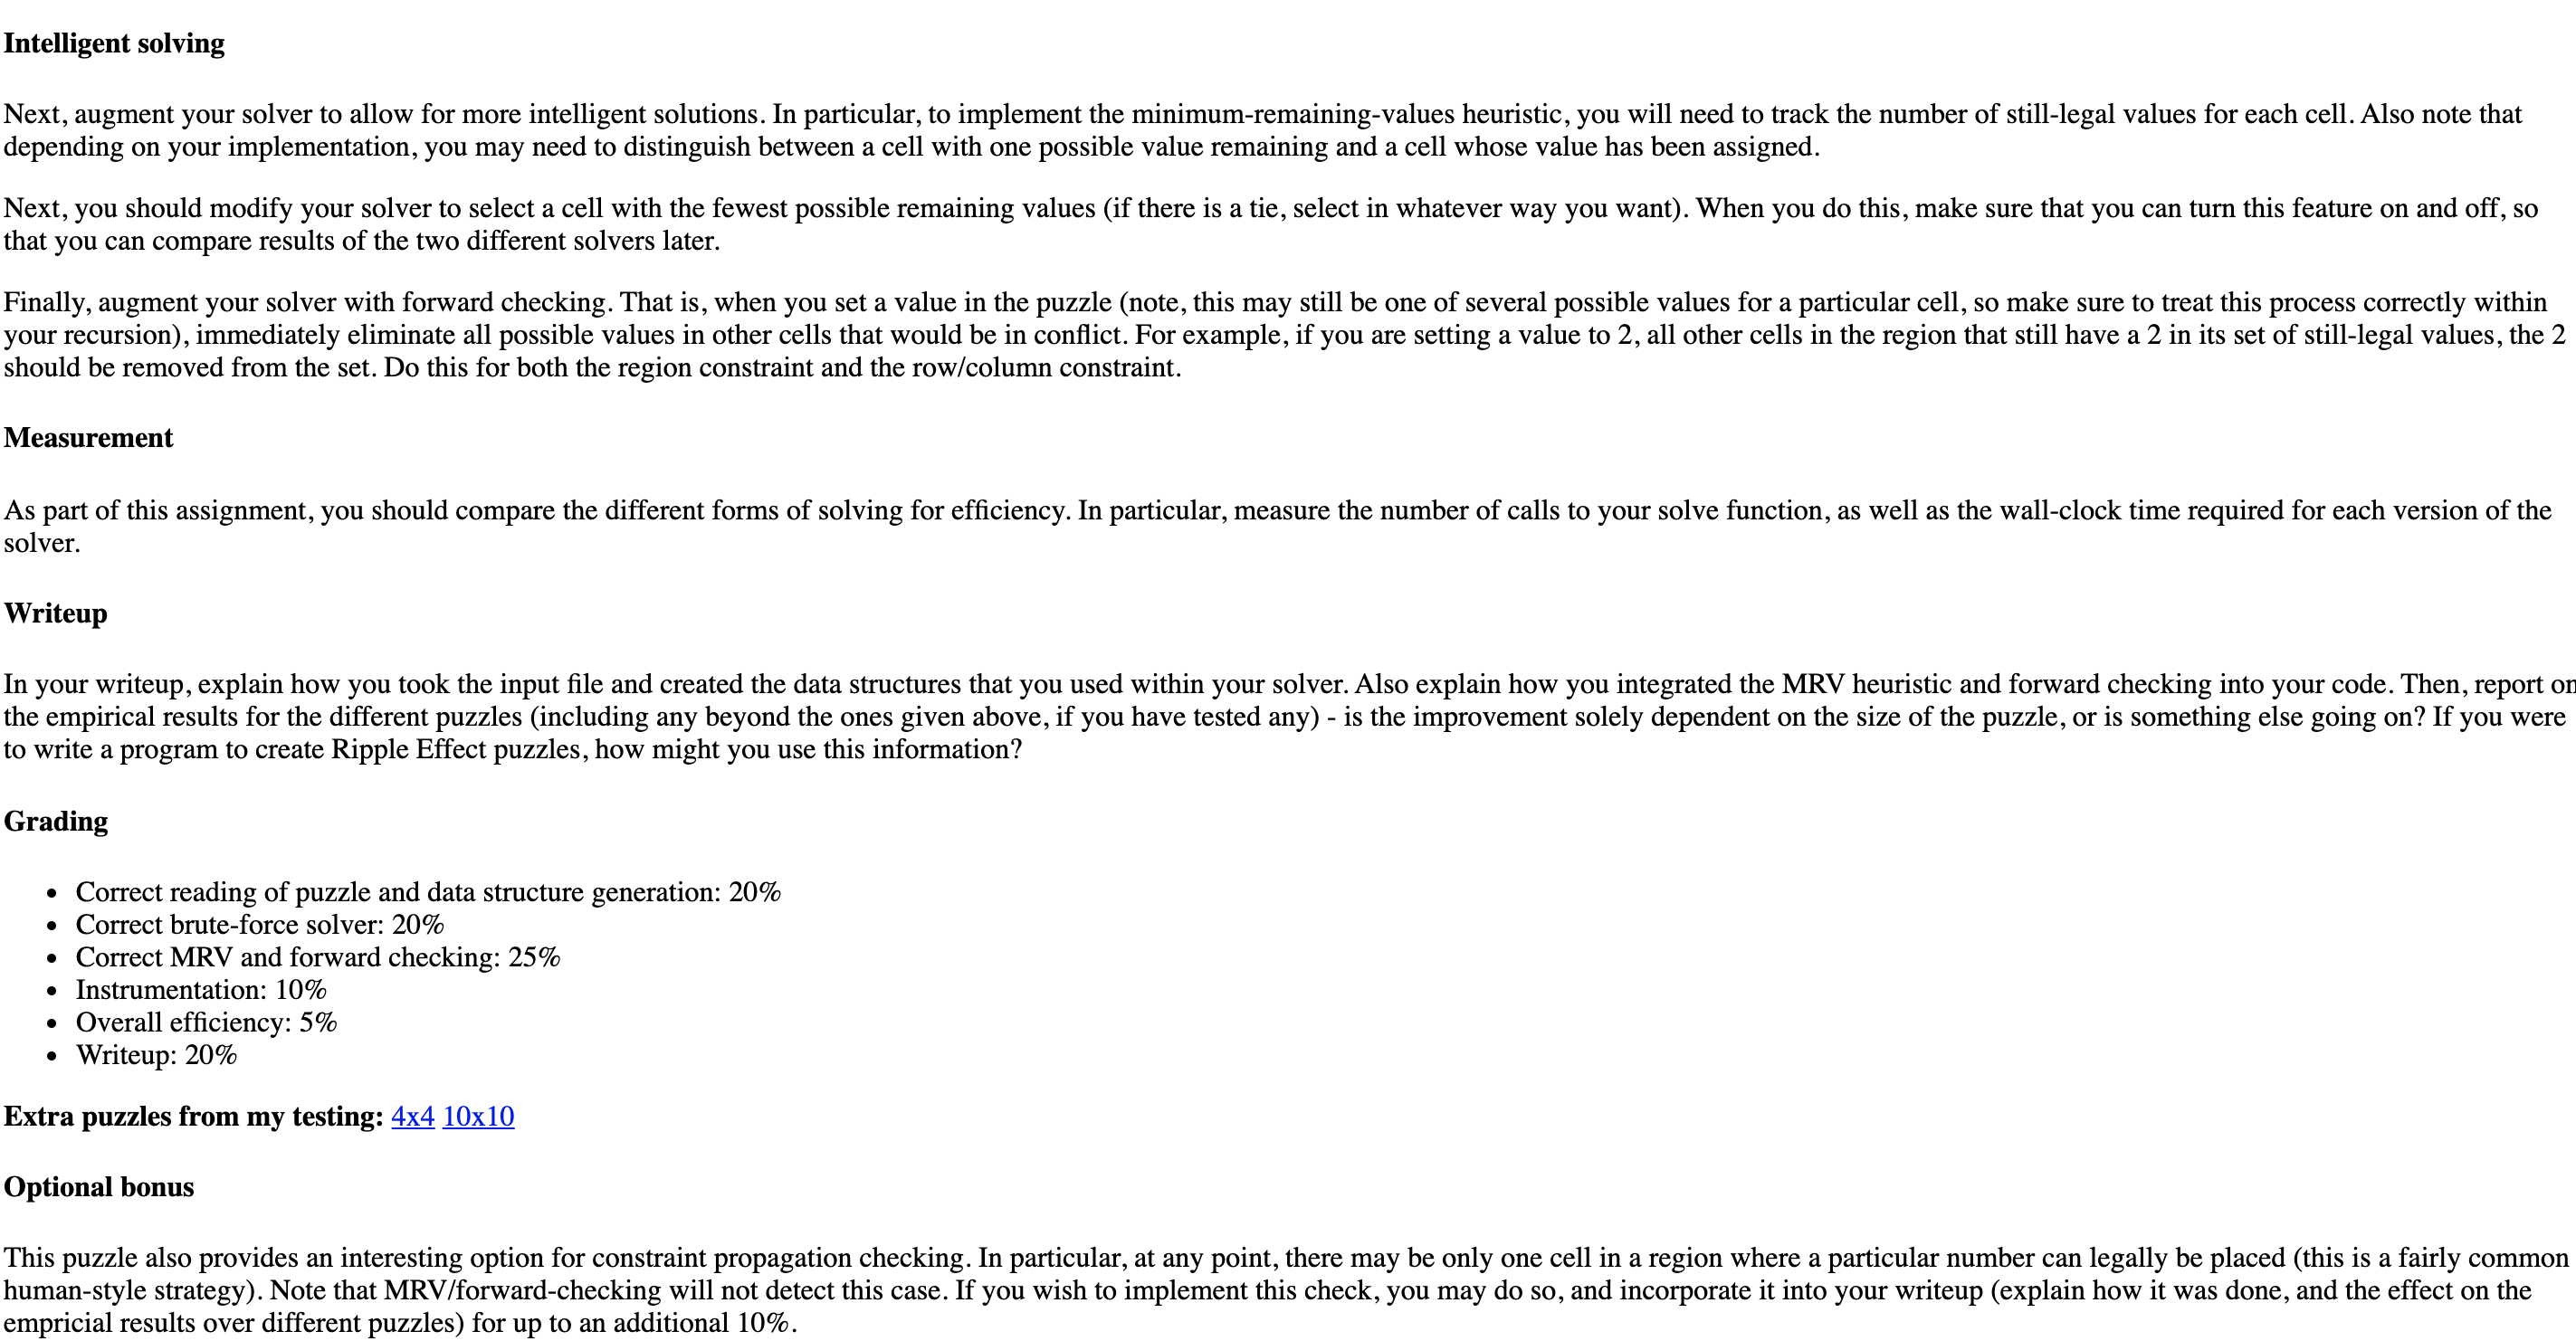 Intelligent solving
Next, augment your solver to allow for more intelligent solutions. In particular, to implement the minimum-remaining-values heuristic, you will need to track the number of still-legal values for each cell. Also note that
depending on your implementation, you may need to distinguish between a cell with one possible value remaining and a cell whose value has been assigned.
Next, you should modify your solver to select a cell with the fewest possible remaining values (if there is a tie, select in whatever way you want). When you do this, make sure that you can turn this feature on and off, so
that you can compare results of the two different solvers later.
Finally, augment your solver with forward checking. That is, when you set a value in the puzzle (note, this may still be one of several possible values for a particular cell, so make sure to treat this process correctly within
your recursion), immediately eliminate all possible values in other cells that would be in conflict. For example, if you are setting a value to 2, all other cells in the region that still have a 2 in its set of still-legal values, the 2
should be removed from the set. Do this for both the region constraint and the row/column constraint.
Measurement
As part of this assignment, you should compare the different forms of solving for efficiency. In particular, measure the number of calls to your solve function, as well as the wall-clock time required for each version of the
solver.
Writeup
In your writeup, explain how you took the input file and created the data structures that you used within your solver. Also explain how you integrated the MRV heuristic and forward checking into your code. Then, report on
the empirical results for the different puzzles (including any beyond the ones given above, if you have tested any) - is the improvement solely dependent on the size of the puzzle, or is something else going on? If you were
to write a program to create Ripple Effect puzzles, how might you use this information?
Grading
• Correct reading of puzzle and data structure generation: 20%
• Correct brute-force solver: 20%
• Correct MRV and forward checking: 25%
• Instrumentation: 10%
• Overall efficiency: 5%
• Writeup: 20%
Extra puzzles from my testing: 4x4 10x10
Optional bonus
This puzzle also provides an interesting option for constraint propagation checking. In particular, at any point, there may be only one cell in a region where a particular number can legally be placed (this is a fairly common
human-style strategy). Note that MRV/forward-checking will not detect this case. If you wish to implement this check, you may do so, and incorporate it into your writeup (explain how it was done, and the effect on the
empricial results over different puzzles) for up to an additional 10%.